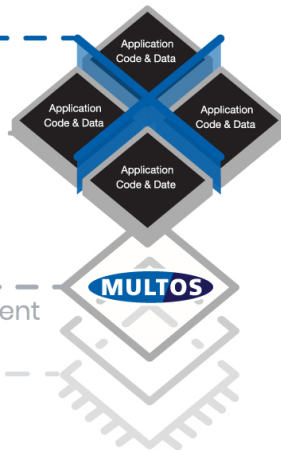 Application
Code & Data
Application
Code & Data
Application
Code & Data
Application
Code & Date
MULTOS
ent